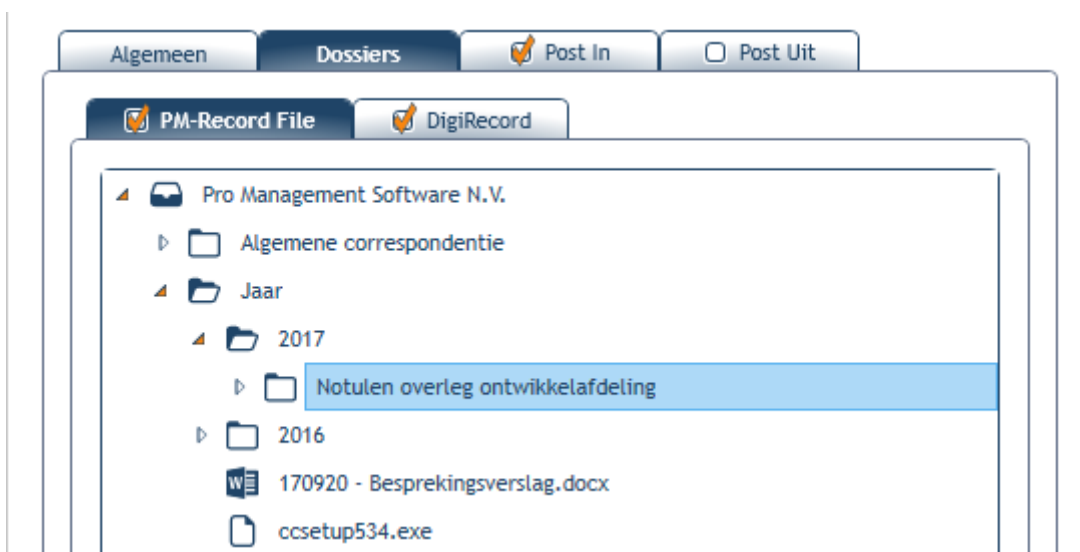 Algemeen Dossiers Post In Post Uit
PM-Record File DigiRecord
Pro Management Software N.V.
Algemene correspondentie
Jaar
2017
Notulen overleg ontwikkelafdeling
2016
170920 - Besprekingsverslag.docx
ccsetup534.exe